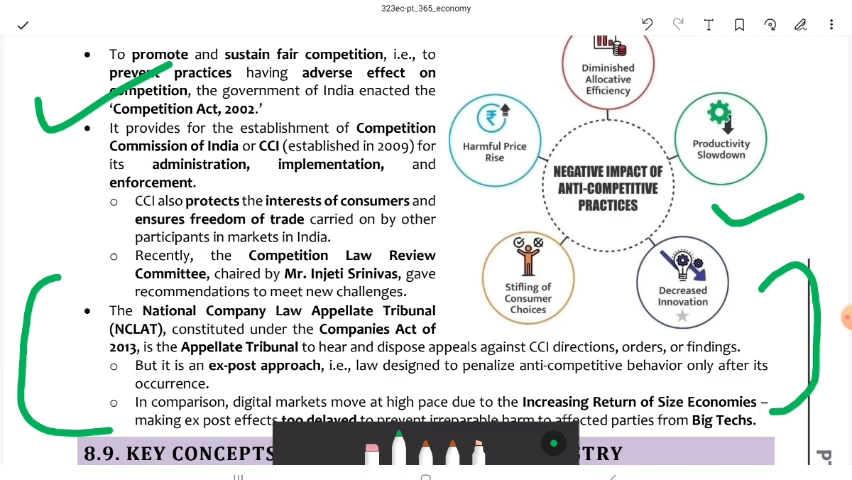 323ec-pt_365_economy
• To promote and sustain fair competition, i.e., to
prevent practices having adverse effect on
competition, the government of India enacted the
‘Competition Act, 2002.’
• It provides for the establishment of Competition
Commission of India or CCI (established in 2009) for
its administration, implementation, and
enforcement.
o CCI also protects the interests of consumers and
ensures freedom of trade carried on by other
participants in markets in India.
o Recently, the Competition Law Review
Committee, chaired by Mr. Injeti Srinivas, gave
recommendations to meet new challenges.
• The National Company Law Appellate Tribunal
(NCLAT), constituted under the Companies Act of
2013, is the Appellate Tribunal to hear and dispose appeals against CCI directions, orders, or findings.
o But it is an ex-post approach, i.e., law designed to penalize anti-competitive behavior only after its
occurrence.
o In comparison, digital markets move at high pace due to the Increasing Return of Size Economies –
making ex post effects too delayed to prevent irreparable harm to affected parties from Big Techs.
Diminished
Allocative
Efficiency
Harmful Price
Rise
Productivity
Slowdown
NEGATIVE IMPACT OF
ANTI-COMPETITIVE
PRACTICES
Stifling of
Consumer
Choices
Decreased
Innovation
8.9. KEY CONCEPTS
STRY
PT